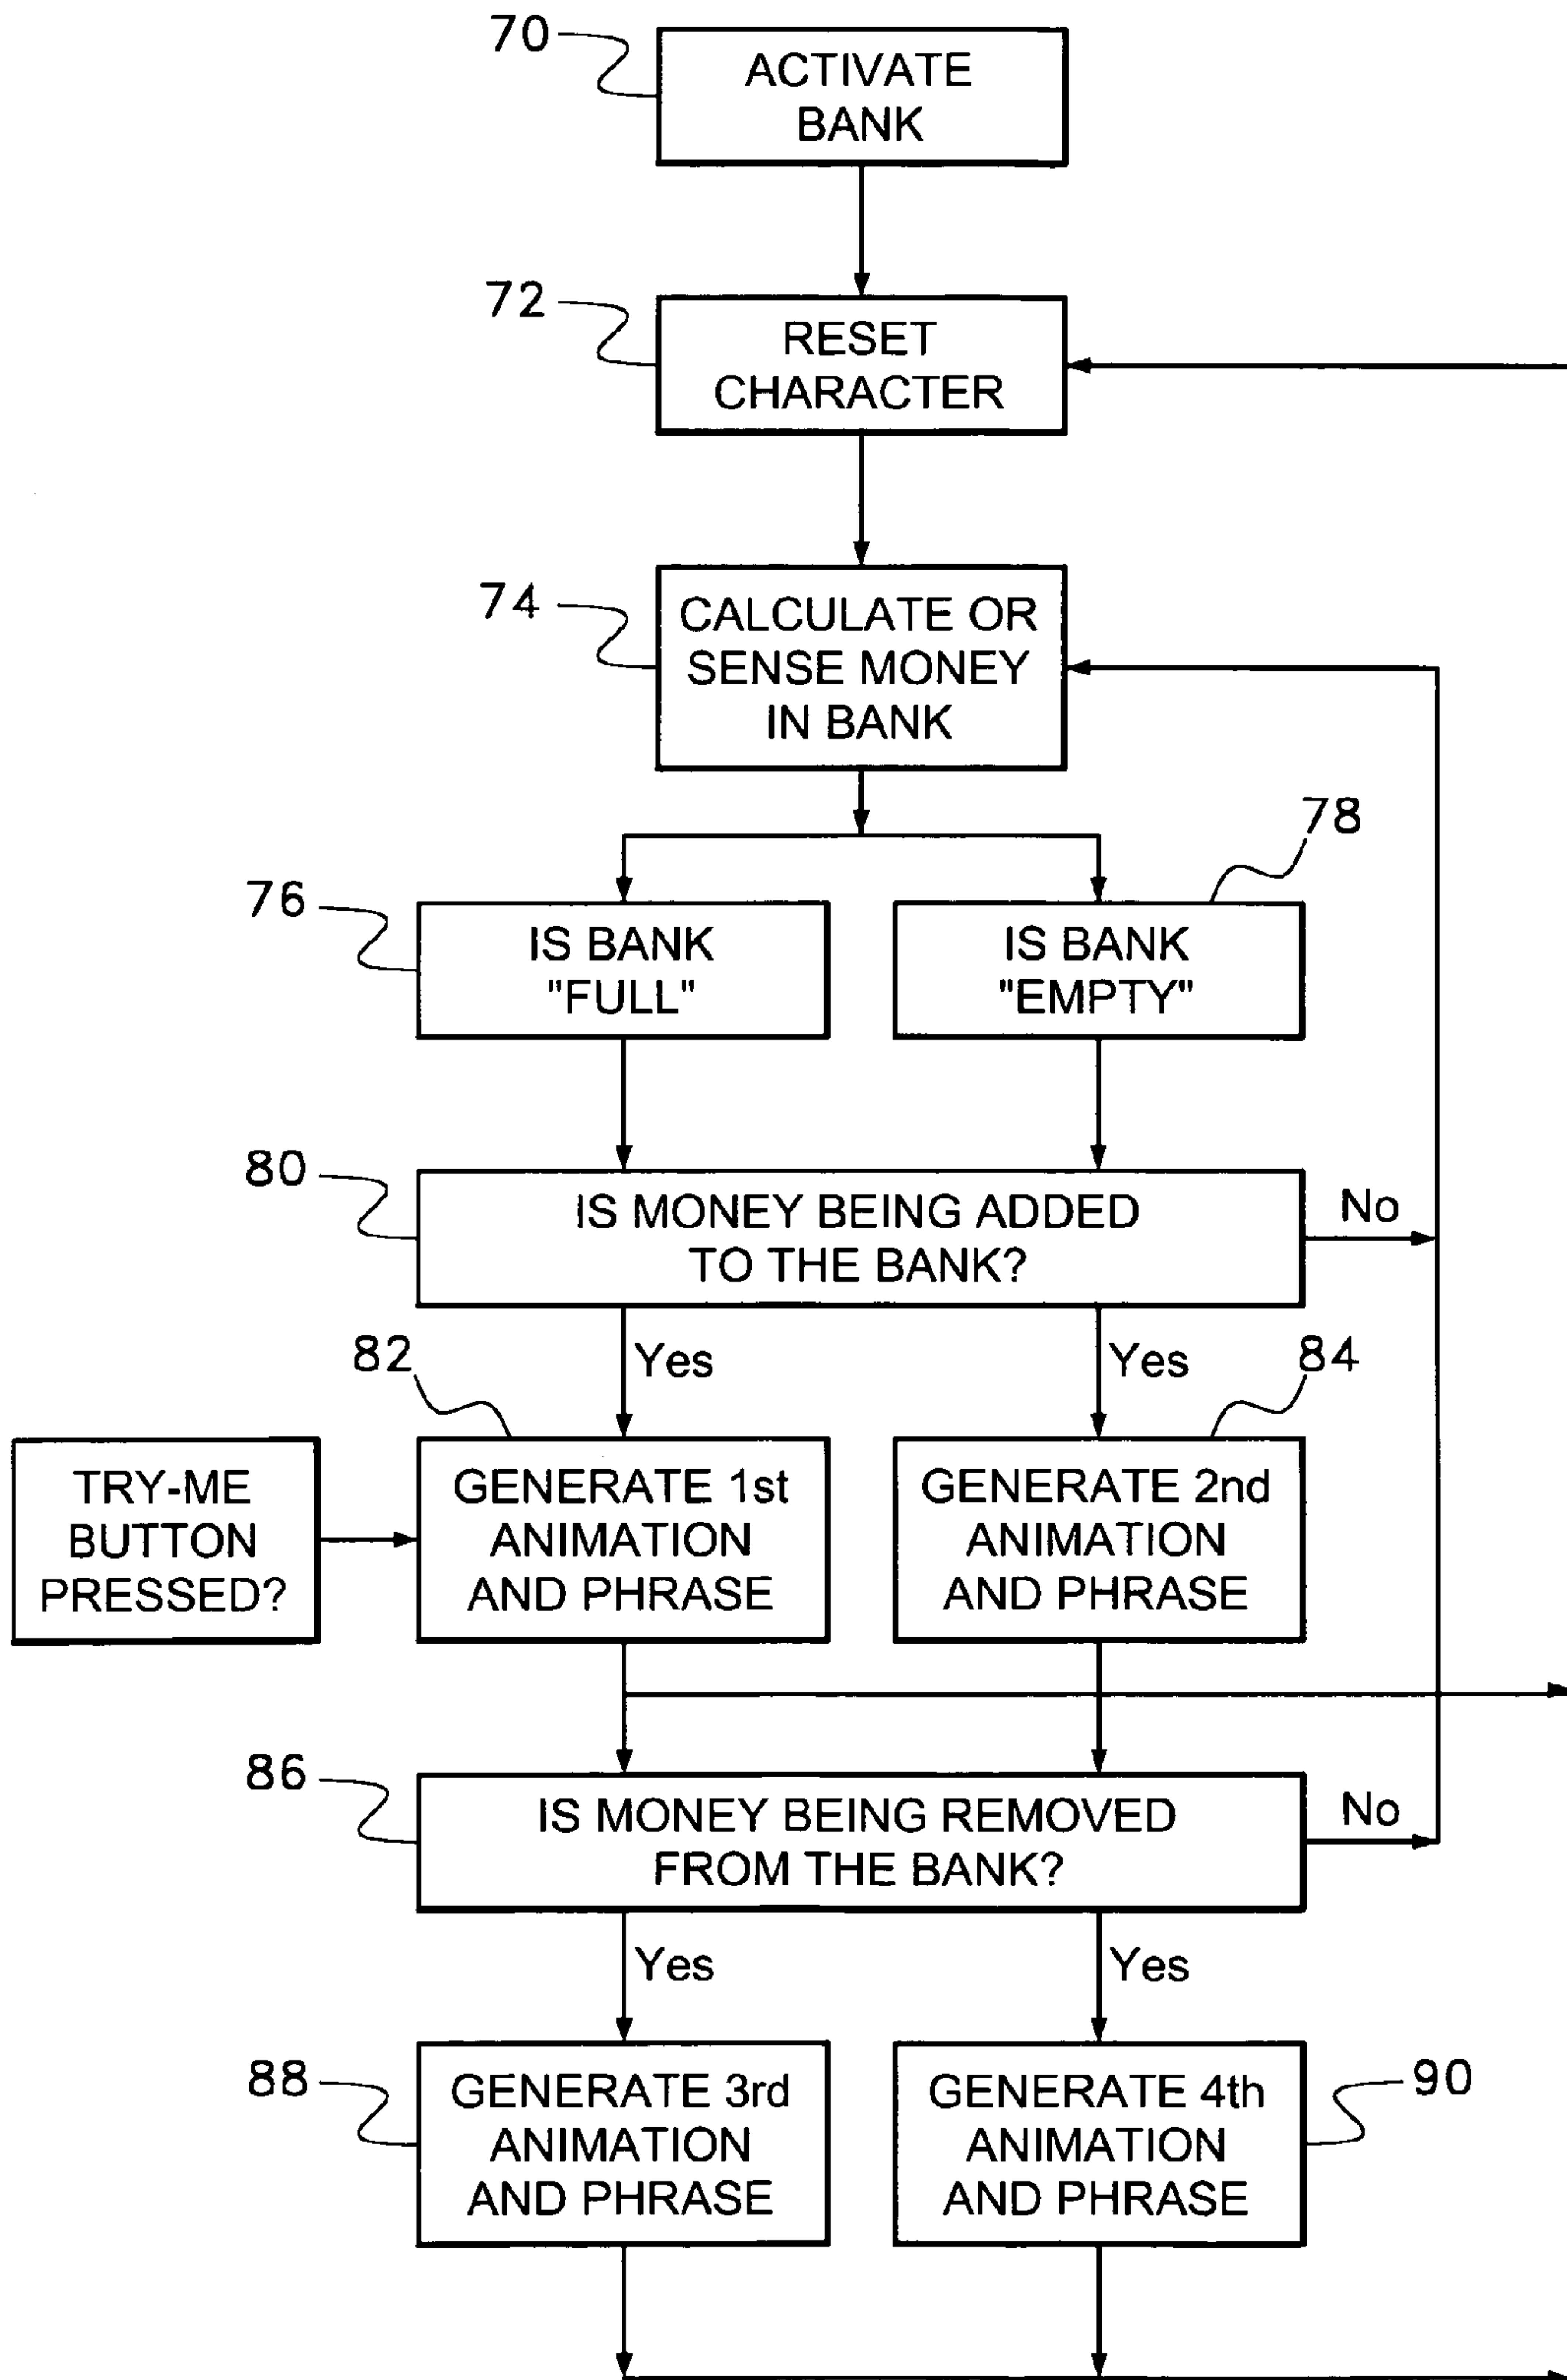 70
ACTIVATE
BANK
72
RESET
CHARACTER
74
CALCULATE OR
SENSE MONEY
IN BANK
78
76
IS BANK
"FULL"
IS BANK
"EMPTY"
80
IS MONEY BEING ADDED
TO THE BANK?
No
82
Yes
Yes
84
TRY-ME
BUTTON
PRESSED?
GENERATE 1st
ANIMATION
AND PHRASE
GENERATE 2nd
ANIMATION
AND PHRASE
86
IS MONEY BEING REMOVED
FROM THE BANK?
No
Yes
Yes
88
GENERATE 3rd
ANIMATION
AND PHRASE
GENERATE 4th
ANIMATION
AND PHRASE
90